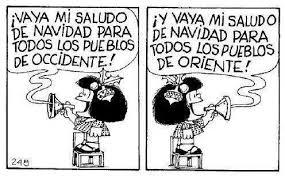 ¡VAYA MI SALUDO
DE NAVIDAD PARA
TODOS LOS PUEBLOS
DE OCCIDENTE!
¡Y VAYA MI SALUDO
DE NAVIDAD PARA
TODOS LOS PUEBLOS
DE ORIENTE!
248